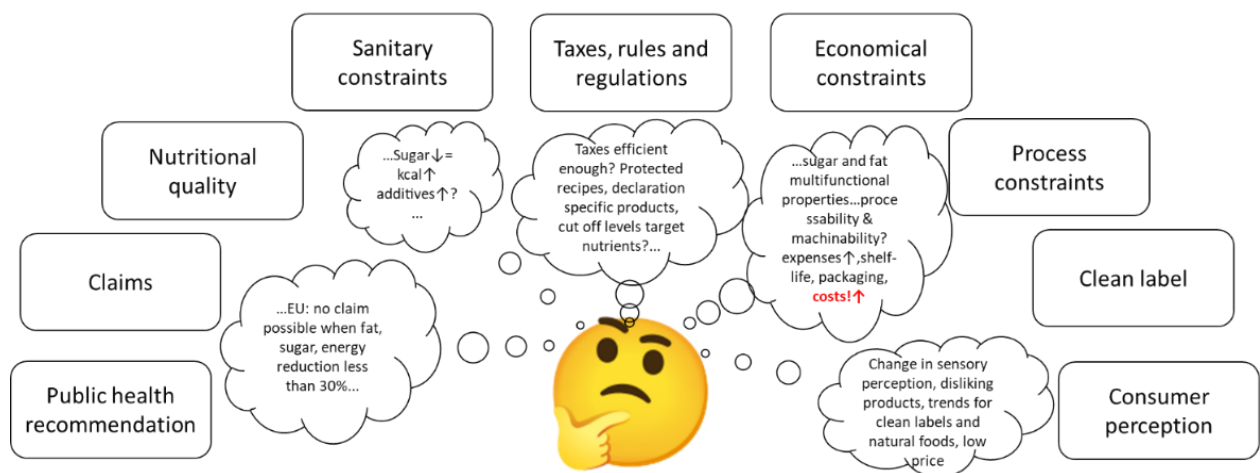 Sanitary
constraints
Taxes, rules and
regulations
Economical
constraints
Nutritional
quality
Process
constraints
Claims
Clean label
Public health
recommendation
Consumer
perception
...Sugar↓=
kcal↑
additives↑?
...
Taxes efficient
enough? Protected
recipes, declaration
specific products,
cut off levels target
nutrients?...
...sugar and fat
multifunctional
properties...proce
ssability &
machinability?
expenses↑,shelf-
life, packaging,
costs!↑
...EU: no claim
possible when fat,
sugar, energy
reduction less
than 30%...
Change in sensory
perception, disliking
products, trends for
clean labels and
natural foods, low
price